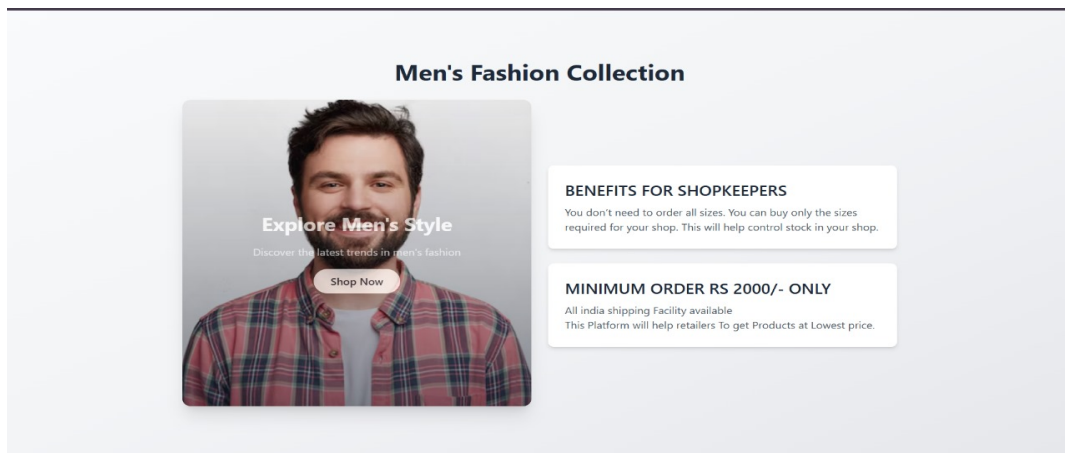 Men's Fashion Collection
Explore Men's Style
Discover the latest trends in men's fashion
Shop Now
BENEFITS FOR SHOPKEEPERS
You don't need to order all sizes. You can buy only the sizes
required for your shop. This will help control stock in your shop.
MINIMUM ORDER RS 2000/- ONLY
All india shipping Facility available
This Platform will help retailers To get Products at Lowest price.